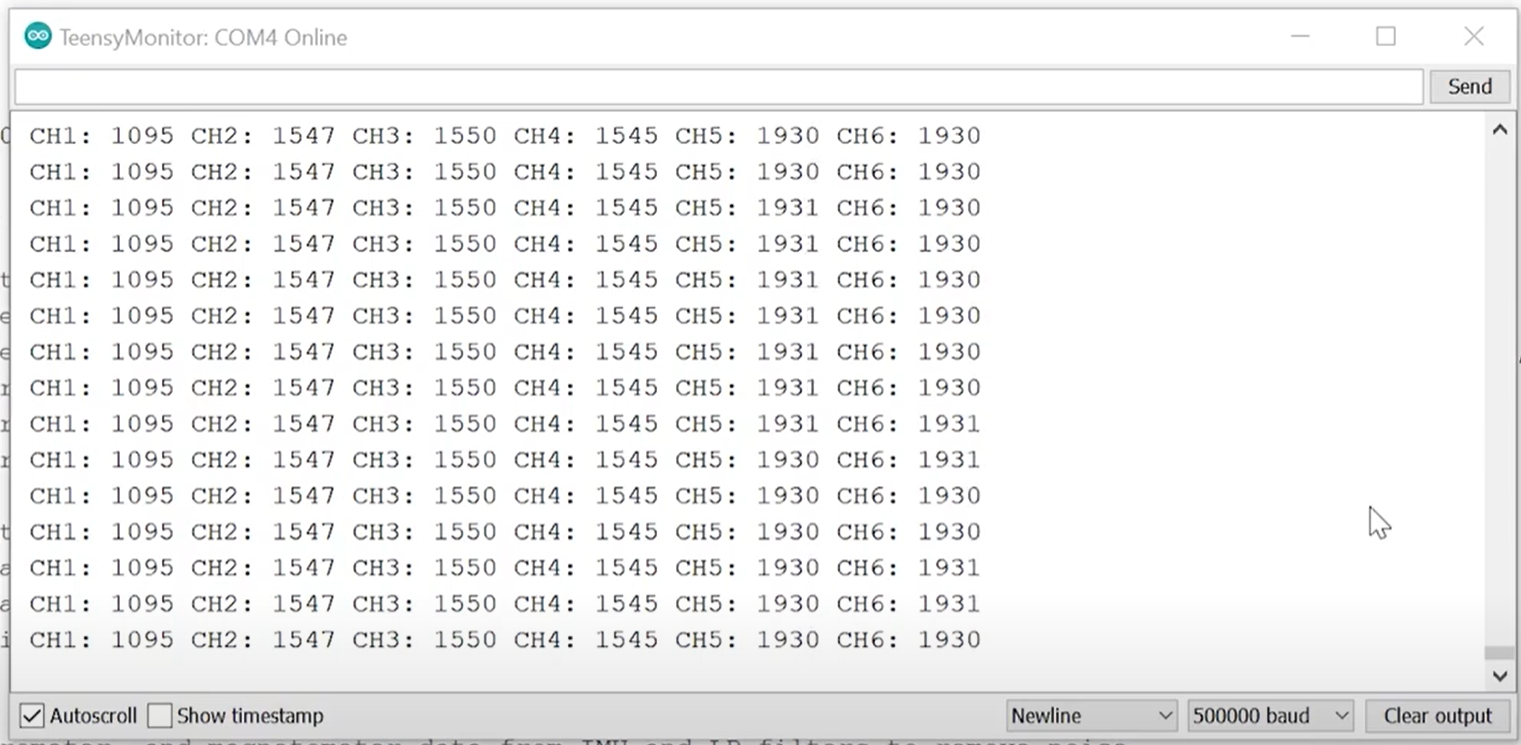 TeensyMonitor: COM4 Online
Send
CH1: 1095 CH2: 1547 CH3: 1550 CH4: 1545 CH5: 1930 CH6: 1930
CH1: 1095 CH2: 1547 CH3: 1550 CH4: 1545 CH5: 1930 CH6: 1930
CH1: 1095 CH2: 1547 CH3: 1550 CH4: 1545 CH5: 1931 CH6: 1930
CH1: 1095 CH2: 1547 CH3: 1550 CH4: 1545 CH5: 1931 CH6: 1930
CH1: 1095 CH2: 1547 CH3: 1550 CH4: 1545 CH5: 1931 CH6: 1930
CH1: 1095 CH2: 1547 CH3: 1550 CH4: 1545 CH5: 1931 CH6: 1930
CH1: 1095 CH2: 1547 CH3: 1550 CH4: 1545 CH5: 1931 CH6: 1930
CH1: 1095 CH2: 1547 CH3: 1550 CH4: 1545 CH5: 1931 CH6: 1930
CH1: 1095 CH2: 1547 CH3: 1550 CH4: 1545 CH5: 1931 CH6: 1931
CH1: 1095 CH2: 1547 CH3: 1550 CH4: 1545 CH5: 1930 CH6: 1931
CH1: 1095 CH2: 1547 CH3: 1550 CH4: 1545 CH5: 1930 CH6: 1930
CH1: 1095 CH2: 1547 CH3: 1550 CH4: 1545 CH5: 1930 CH6: 1930
CH1: 1095 CH2: 1547 CH3: 1550 CH4: 1545 CH5: 1930 CH6: 1931
CH1: 1095 CH2: 1547 CH3: 1550 CH4: 1545 CH5: 1930 CH6: 1931
CH1: 1095 CH2: 1547 CH3: 1550 CH4: 1545 CH5: 1930 CH6: 1930
Autoscroll Show timestamp Newline 500000 baud Clear output